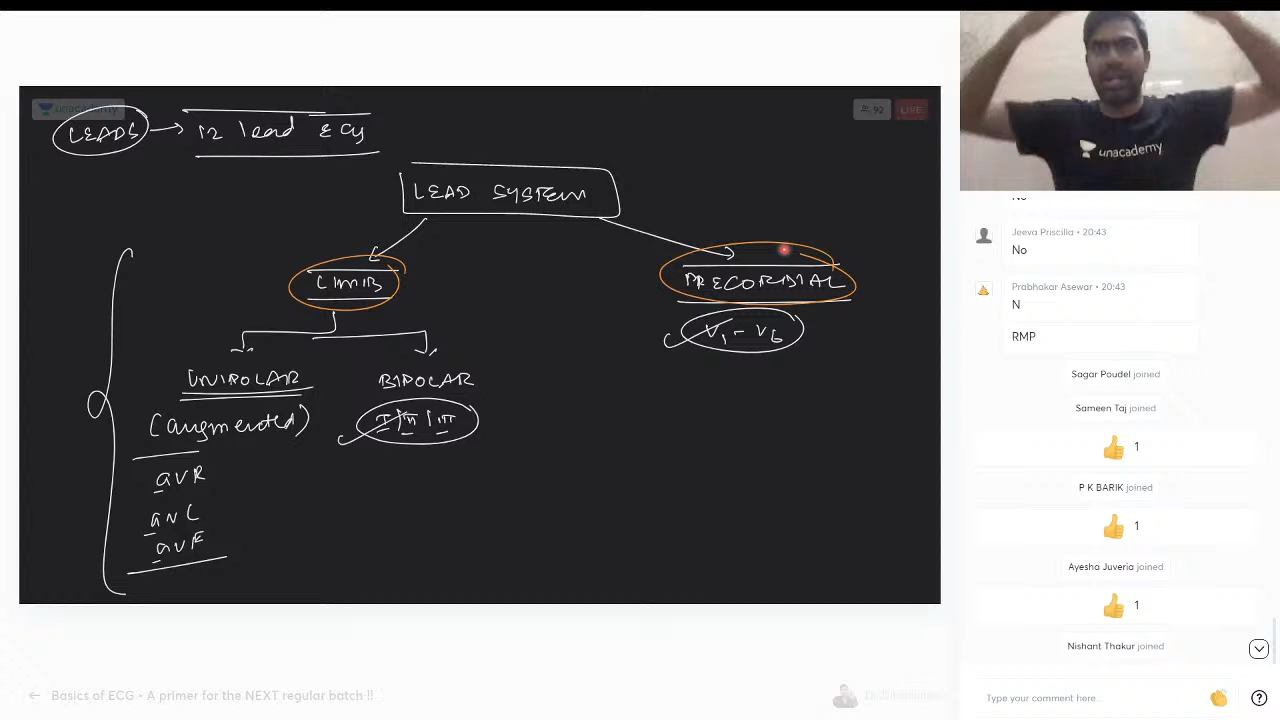 unacademy
92
LIVE
LEADS → 12 lead ECG
LEAD SYSTEM
LIMB
PRECORDIAL
V1 - V6
UNIPOLAR
BIPOLAR
(augmented)
I / II / III
aVR
aVL
aVF
unacademy
No
Jeeva Priscilla • 20:43
No
Prabhakar Asewar • 20:43
N
RMP
Sagar Poudel joined
Sameen Taj joined
1
P K BARIK joined
1
Ayesha Juveria joined
1
Nishant Thakur joined
← Basics of ECG • A primer for the NEXT regular batch !!
Type your comment here...
?